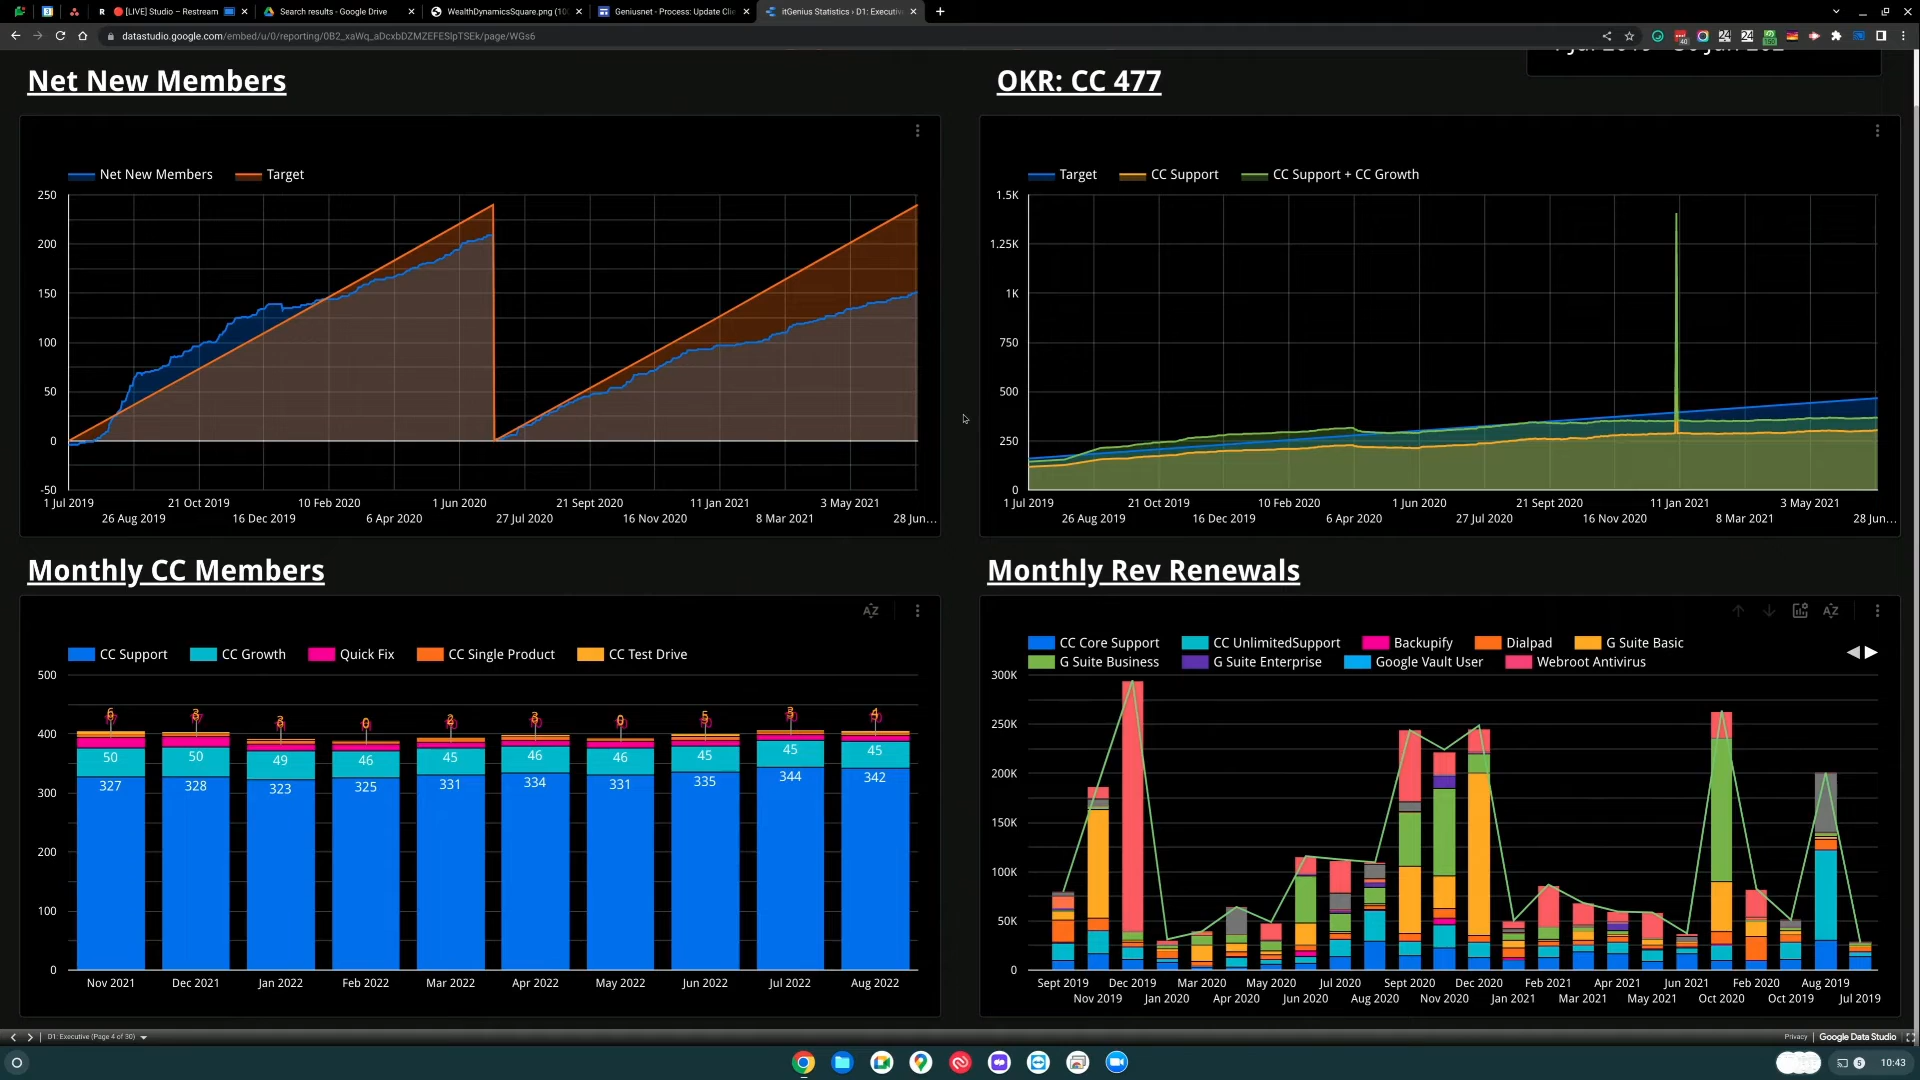 [LIVE] Studio – Restream
Search results - Google Drive
WealthDynamicsSquare.png (10
Geniusnet - Process: Update Clie
itGenius Statistics › D1: Executiv
datastudio.google.com/embed/u/0/reporting/0B2_xaWq_aDcxbDZMZEFESlpTSEk/page/WGs6
Net New Members
OKR: CC 477
Net New Members
Target
250
200
150
100
50
0
-50
1 Jul 2019
21 Oct 2019
10 Feb 2020
1 Jun 2020
21 Sept 2020
11 Jan 2021
3 May 2021
26 Aug 2019
16 Dec 2019
6 Apr 2020
27 Jul 2020
16 Nov 2020
8 Mar 2021
28 Jun...
Target
CC Support
CC Support + CC Growth
1.5K
1.25K
1K
750
500
250
0
1 Jul 2019
21 Oct 2019
10 Feb 2020
1 Jun 2020
21 Sept 2020
11 Jan 2021
3 May 2021
26 Aug 2019
16 Dec 2019
6 Apr 2020
27 Jul 2020
16 Nov 2020
8 Mar 2021
28 Jun...
Monthly CC Members
Monthly Rev Renewals
CC Support
CC Growth
Quick Fix
CC Single Product
CC Test Drive
500
400
300
200
100
0
6 3 3 0 2 3 0 5 3 4
50 50 49 46 45 46 46 45 45 45
327 328 323 325 331 334 331 335 344 342
Nov 2021
Dec 2021
Jan 2022
Feb 2022
Mar 2022
Apr 2022
May 2022
Jun 2022
Jul 2022
Aug 2022
CC Core Support
CC UnlimitedSupport
Backupify
Dialpad
G Suite Basic
G Suite Business
G Suite Enterprise
Google Vault User
Webroot Antivirus
300K
250K
200K
150K
100K
50K
0
Sept 2019
Dec 2019
Mar 2020
May 2020
Jul 2020
Sept 2020
Dec 2020
Feb 2021
Apr 2021
Jun 2021
Feb 2020
Aug 2019
Nov 2019
Jan 2020
Apr 2020
Jun 2020
Aug 2020
Nov 2020
Jan 2021
Mar 2021
May 2021
Oct 2020
Oct 2019
Jul 2019
D1: Executive (Page 4 of 30)
Privacy
Google Data Studio
5
10:43